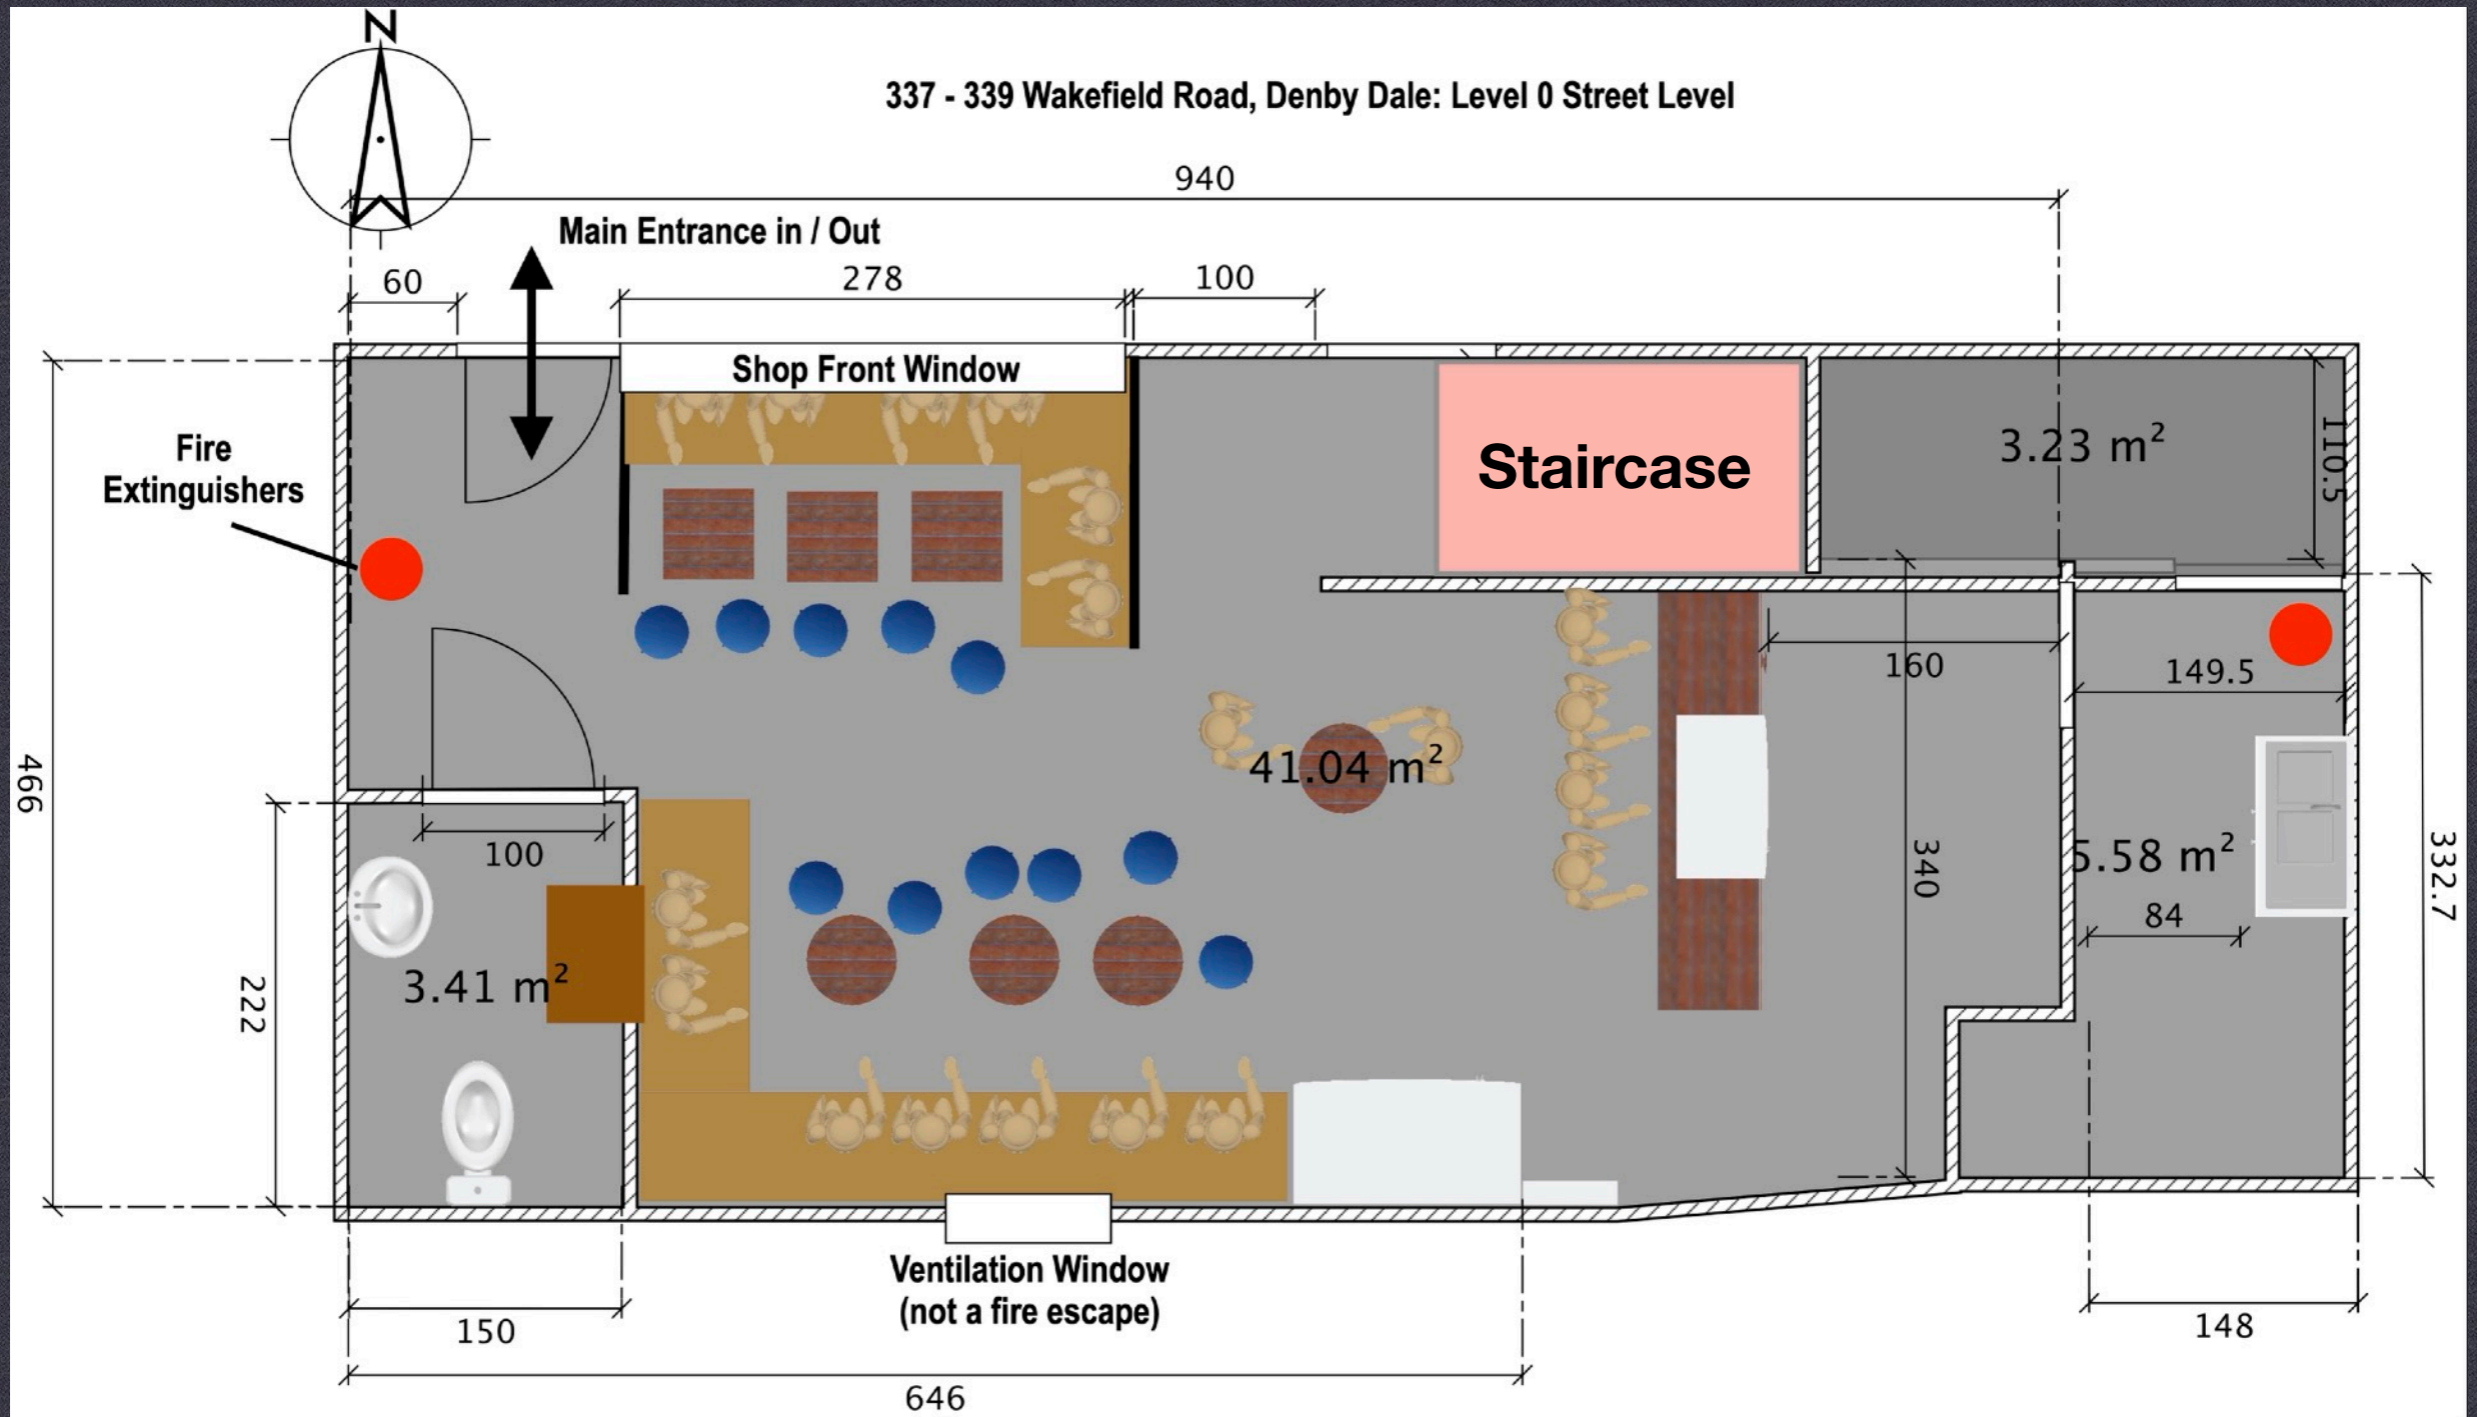 N
337 - 339 Wakefield Road, Denby Dale: Level 0 Street Level
940
Main Entrance in / Out
60
278
100
Shop Front Window
Fire
Extinguishers
Staircase
3.23 m²
110.5
160
149.5
466
41.04 m²
100
340
5.58 m²
332.7
84
3.41 m²
222
Ventilation Window
(not a fire escape)
150
148
646